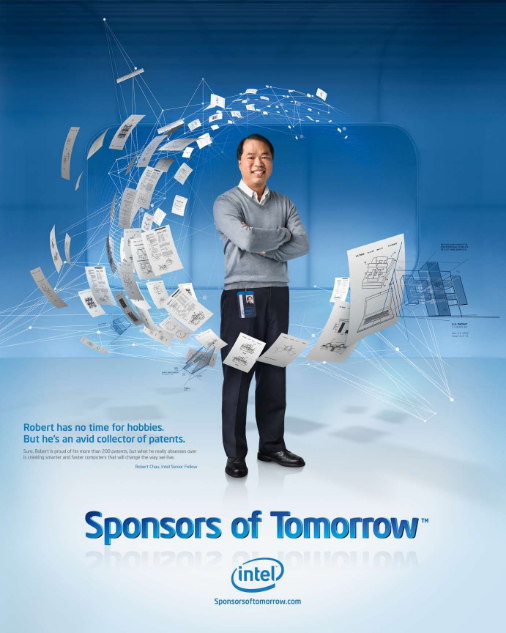 Robert has no time for hobbies.
But he's an avid collector of patents.
Sure, Robert is proud of his more than 200 patents, but what he really obsesses over
is creating smarter and faster computers that will change the way we live.
Robert Chau, Intel Senior Fellow
Sponsors of Tomorrow™
intel
Sponsorsoftomorrow.com